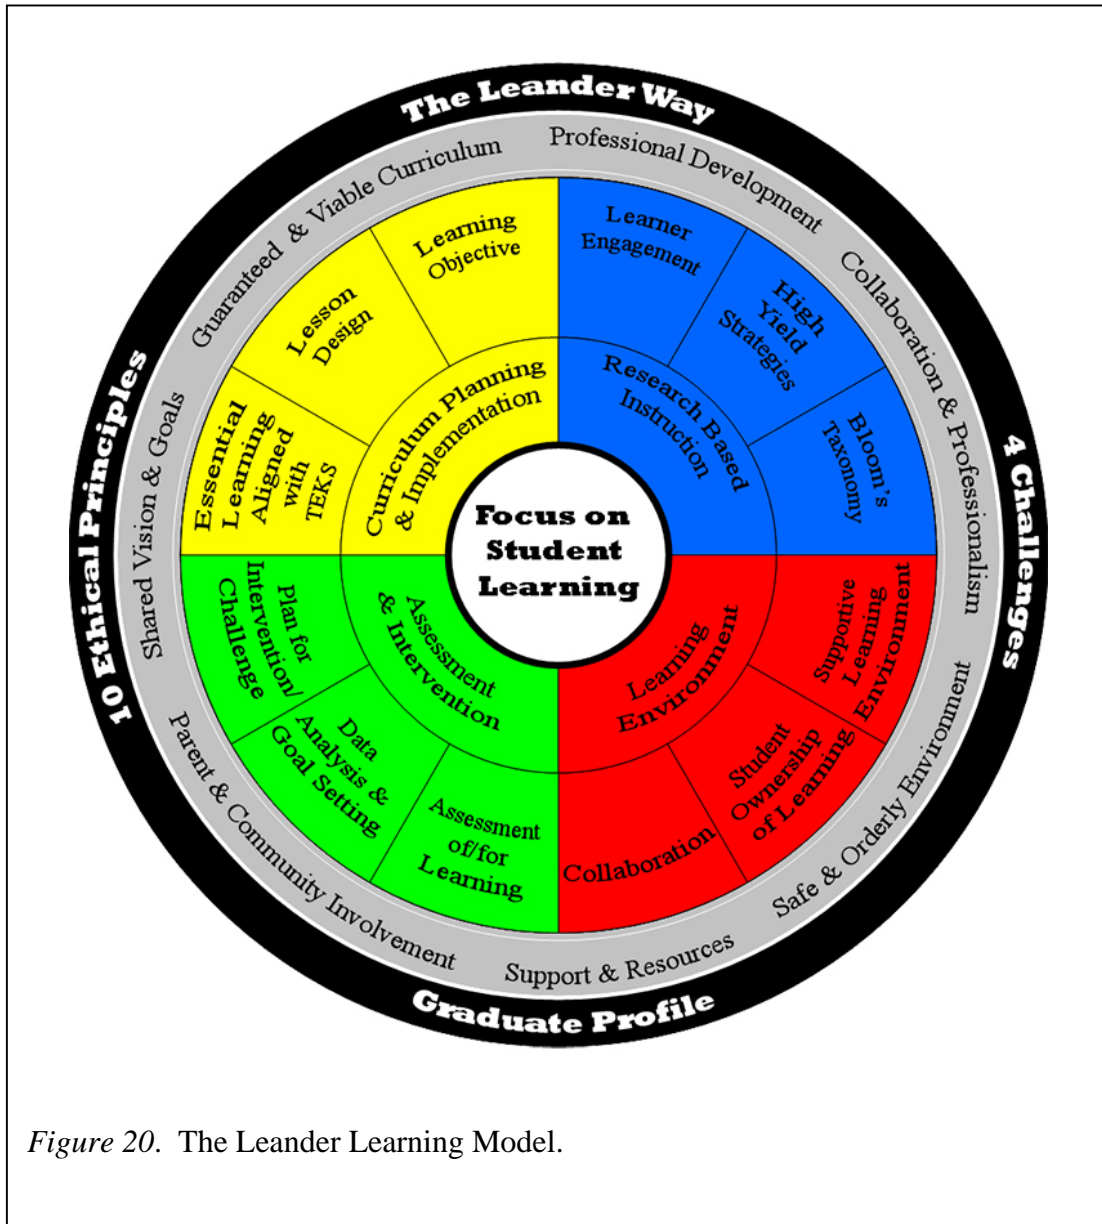 The Leander Way
4 Challenges
Graduate Profile
10 Ethical Principles
Professional Development
Collaboration & Professionalism
Safe & Orderly Environment
Support & Resources
Parent & Community Involvement
Shared Vision & Goals
Guaranteed & Viable Curriculum
Learning
Objective
Lesson
Design
Essential
Learning
Aligned
with
TEKS
Curriculum Planning
& Implementation
Learner
Engagement
High
Yield
Strategies
Bloom's
Taxonomy
Research Based
Instruction
Supportive
Learning
Environment
Student
Ownership
of Learning
Collaboration
Learning
Environment
Assessment
of/for
Learning
Data
Analysis &
Goal Setting
Plan for
Intervention/
Challenge
Assessment
& Intervention
Focus on
Student
Learning
Figure 20. The Leander Learning Model.